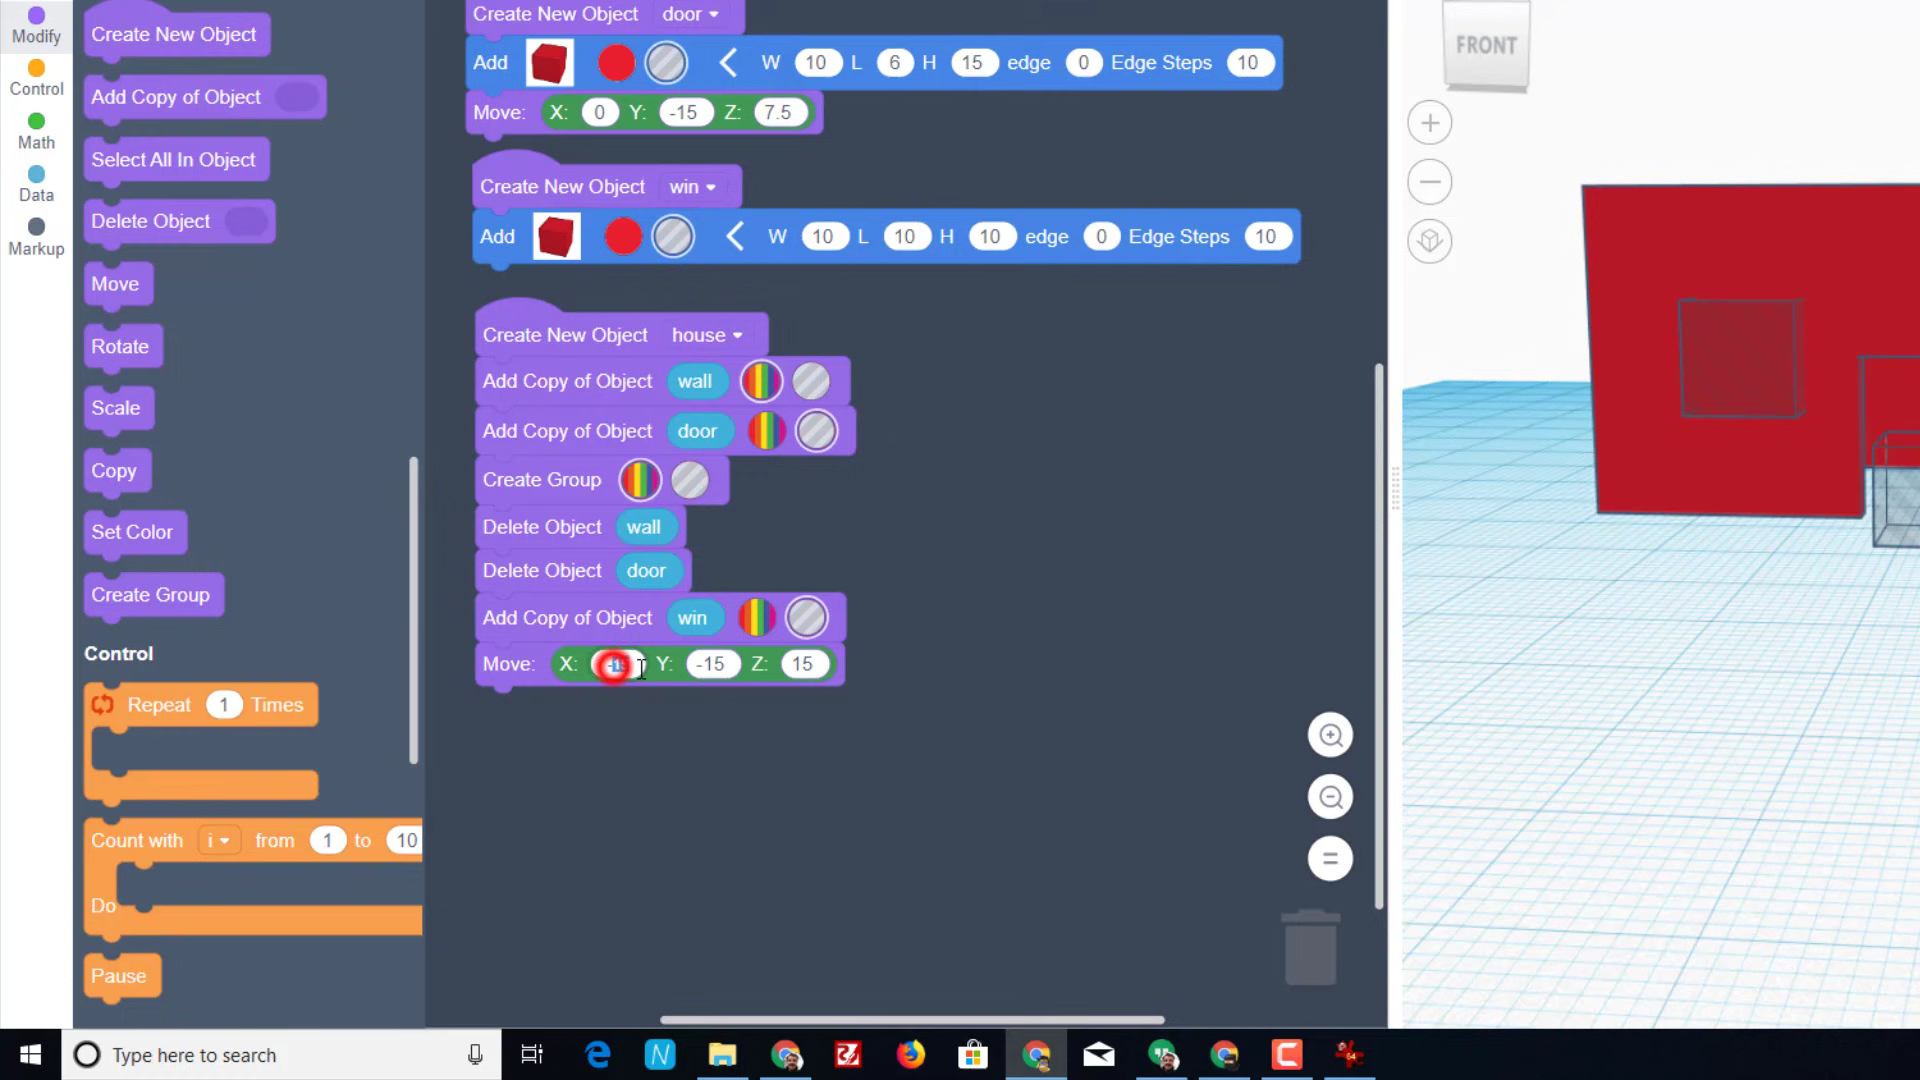 Modify
Control
Math
Data
Markup
Create New Object
Add Copy of Object
Select All In Object
Delete Object
Move
Rotate
Scale
Copy
Set Color
Create Group
Control
Repeat 1 Times
Count with i from 1 to 10
Do
Pause
Create New Object door
Add W 10 L 6 H 15 edge 0 Edge Steps 10
Move: X: 0 Y: -15 Z: 7.5
Create New Object win
Add W 10 L 10 H 10 edge 0 Edge Steps 10
Create New Object house
Add Copy of Object wall
Add Copy of Object door
Create Group
Delete Object wall
Delete Object door
Add Copy of Object win
Move: X: Y: -15 Z: 15
FRONT
Type here to search